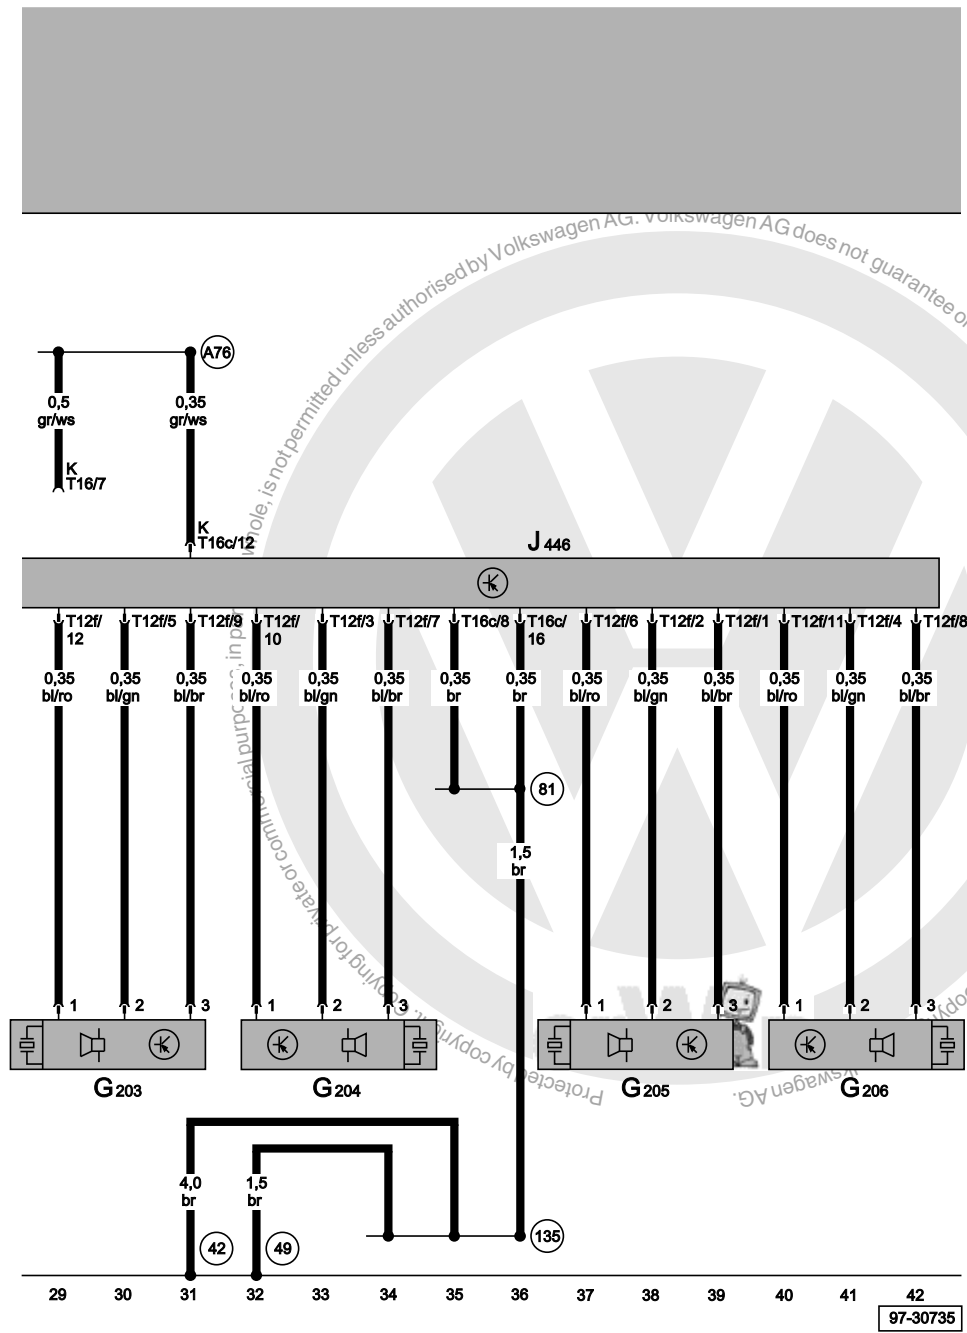 Protected by copyright. Copying for private or commercial purposes, in part or in whole, is not permitted unless authorised by Volkswagen AG. Volkswagen AG does not guarantee or
Volkswagen AG.
A76
0,5 0,35
gr/ws gr/ws
K
T16/7
K
T16c/12
J 446
T12f/12 T12f/5 T12f/9 T12f/10 T12f/3 T12f/7 T16c/8 T16c/16 T12f/6 T12f/2 T12f/1 T12f/11 T12f/4 T12f/8
0,35 0,35 0,35 0,35 0,35 0,35 0,35 0,35 0,35 0,35 0,35 0,35 0,35 0,35
bl/ro bl/gn bl/br bl/ro bl/gn bl/br br br bl/ro bl/gn bl/br bl/ro bl/gn bl/br
81
1,5
br
1 2 3 1 2 3 1 2 3 1 2 3
G 203 G 204 G 205 G 206
4,0 1,5
br br
42 49 135
29 30 31 32 33 34 35 36 37 38 39 40 41 42
97-30735